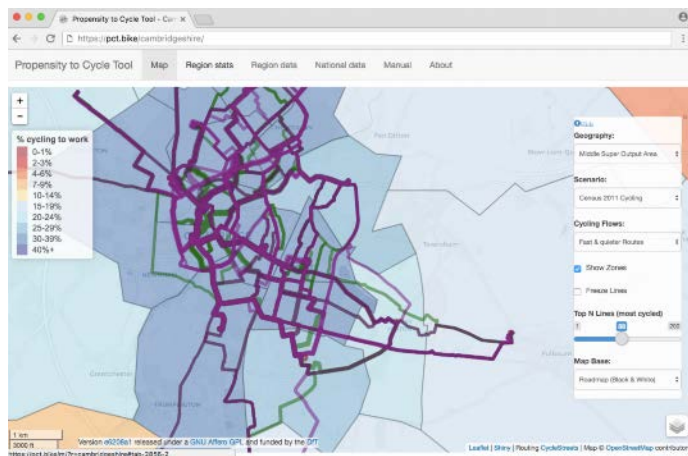 Propensity to Cycle Tool - Cam
https://pct.bike/cambridgeshire/
Propensity to Cycle Tool Map Region stats Region data National data Manual About
+
−
% cycling to work
0-1%
2-3%
4-6%
7-9%
10-14%
15-19%
20-24%
25-29%
30-39%
40%+
Geography:
Middle Super Output Area
Scenario:
Census 2011 Cycling
Cycling Flows:
Fast & quieter Routes
Show Zones
Freeze Lines
Top N Lines (most cycled)
1
200
Map Base:
Roadmap (Black & White)
1 km
3000 ft
Version e6208a1 released under a GNU Affero GPL and funded by the DfT
Leaflet | Shiny | Routing CycleStreets | Map © OpenStreetMap contributors